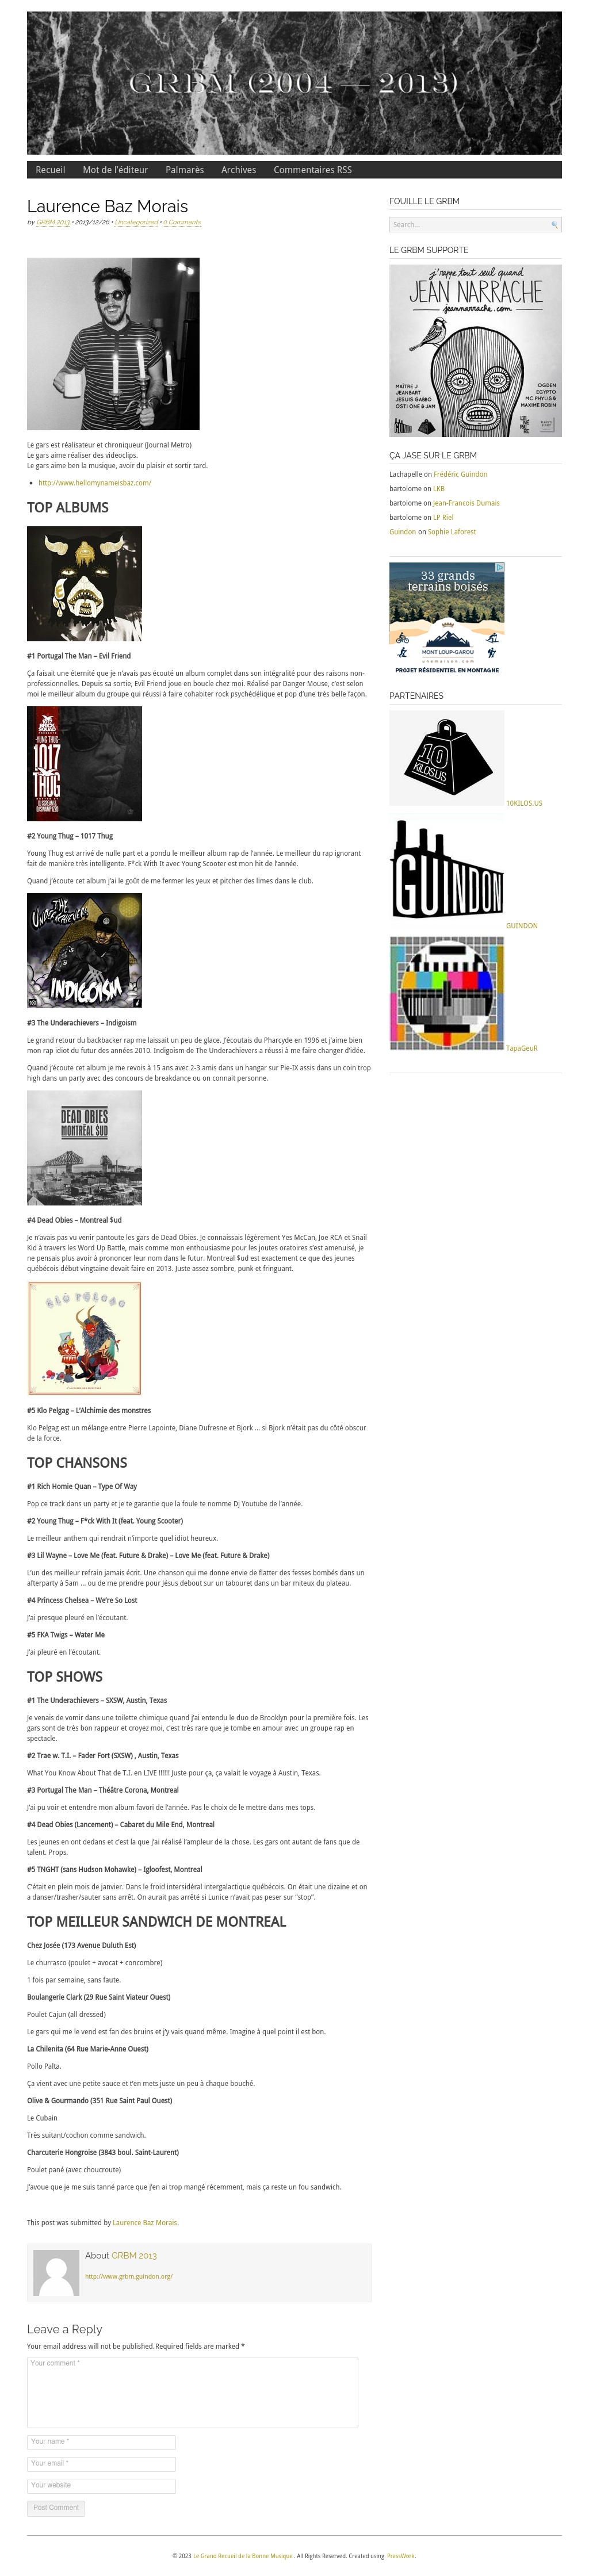 GRBM (2004 — 2013)
Recueil
Mot de l'éditeur
Palmarès
Archives
Commentaires RSS
Laurence Baz Morais
by GRBM 2013 • 2013/12/26 • Uncategorized • 0 Comments
Le gars est réalisateur et chroniqueur (Journal Metro)
Le gars aime réaliser des videoclips.
Le gars aime ben la musique, avoir du plaisir et sortir tard.
http://www.hellomynameisbaz.com/
TOP ALBUMS
#1 Portugal The Man – Evil Friend
Ça faisait une éternité que je n'avais pas écouté un album complet dans son intégralité pour des raisons non-
professionnelles. Depuis sa sortie, Evil Friend joue en boucle chez moi. Réalisé par Danger Mouse, c'est selon
moi le meilleur album du groupe qui réussi à faire cohabiter rock psychédélique et pop d'une très belle façon.
YOUNG THUG
1017
THUG
#2 Young Thug – 1017 Thug
Young Thug est arrivé de nulle part et a pondu le meilleur album rap de l'année. Le meilleur du rap ignorant
fait de manière très intelligente. F*ck With It avec Young Scooter est mon hit de l'année.
Quand j'écoute cet album j'ai le goût de me fermer les yeux et pitcher des limes dans le club.
The Underachievers
INDIGOISM
#3 The Underachievers – Indigoism
Le grand retour du backbacker rap me laissait un peu de glace. J'écoutais du Pharcyde en 1996 et j'aime bien
mon rap idiot du futur des années 2010. Indigoism de The Underachievers a réussi à me faire changer d'idée.
Quand j'écoute cet album je me revois à 15 ans avec 2-3 amis dans un hangar sur Pie-IX assis dans un coin trop
high dans un party avec des concours de breakdance ou on connait personne.
DEAD OBIES
MONTRÉAL $UD
#4 Dead Obies – Montreal $ud
Je n'avais pas vu venir pantoute les gars de Dead Obies. Je connaissais légèrement Yes McCan, Joe RCA et Snail
Kid à travers les Word Up Battle, mais comme mon enthousiasme pour les joutes oratoires s'est amenuisé, je
ne pensais plus avoir à prononcer leur nom dans le futur. Montreal $ud est exactement ce que des jeunes
québécois début vingtaine devait faire en 2013. Juste assez sombre, punk et fringuant.
KLÔ PELGAG
#5 Klo Pelgag – L'Alchimie des monstres
Klo Pelgag est un mélange entre Pierre Lapointe, Diane Dufresne et Bjork … si Bjork n'était pas du côté obscur
de la force.
TOP CHANSONS
#1 Rich Homie Quan – Type Of Way
Pop ce track dans un party et je te garantie que la foule te nomme Dj Youtube de l'année.
#2 Young Thug – F*ck With It (feat. Young Scooter)
Le meilleur anthem qui rendrait n'importe quel idiot heureux.
#3 Lil Wayne – Love Me (feat. Future & Drake) – Love Me (feat. Future & Drake)
L'un des meilleur refrain jamais écrit. Une chanson qui me donne envie de flatter des fesses bombés dans un
afterparty à 5am … ou de me prendre pour Jésus debout sur un tabouret dans un bar miteux du plateau.
#4 Princess Chelsea – We're So Lost
J'ai presque pleuré en l'écoutant.
#5 FKA Twigs – Water Me
J'ai pleuré en l'écoutant.
TOP SHOWS
#1 The Underachievers – SXSW, Austin, Texas
Je venais de vomir dans une toilette chimique quand j'ai entendu le duo de Brooklyn pour la première fois. Les
gars sont de très bon rappeur et croyez moi, c'est très rare que je tombe en amour avec un groupe rap en
spectacle.
#2 Trae w. T.I. – Fader Fort (SXSW) , Austin, Texas
What You Know About That de T.I. en LIVE !!!!!! Juste pour ça, ça valait le voyage à Austin, Texas.
#3 Portugal The Man – Théâtre Corona, Montreal
J'ai pu voir et entendre mon album favori de l'année. Pas le choix de le mettre dans mes tops.
#4 Dead Obies (Lancement) – Cabaret du Mile End, Montreal
Les jeunes en ont dedans et c'est la que j'ai réalisé l'ampleur de la chose. Les gars ont autant de fans que de
talent. Props.
#5 TNGHT (sans Hudson Mohawke) – Igloofest, Montreal
C'était en plein mois de janvier. Dans le froid intersidéral intergalactique québécois. On était une dizaine et on
a danser/trasher/sauter sans arrêt. On aurait pas arrêté si Lunice n'avait pas peser sur "stop".
TOP MEILLEUR SANDWICH DE MONTREAL
Chez Josée (173 Avenue Duluth Est)
Le churrasco (poulet + avocat + concombre)
1 fois par semaine, sans faute.
Boulangerie Clark (29 Rue Saint Viateur Ouest)
Poulet Cajun (all dressed)
Le gars qui me le vend est fan des bruins et j'y vais quand même. Imagine à quel point il est bon.
La Chilenita (64 Rue Marie-Anne Ouest)
Pollo Palta.
Ça vient avec une petite sauce et t'en mets juste un peu à chaque bouché.
Olive & Gourmando (351 Rue Saint Paul Ouest)
Le Cubain
Très suitant/cochon comme sandwich.
Charcuterie Hongroise (3843 boul. Saint-Laurent)
Poulet pané (avec choucroute)
J'avoue que je me suis tanné parce que j'en ai trop mangé récemment, mais ça reste un fou sandwich.
This post was submitted by Laurence Baz Morais.
About GRBM 2013
http://www.grbm.guindon.org/
Leave a Reply
Your email address will not be published. Required fields are marked *
Your comment *
Your name *
Your email *
Your website
Post Comment
FOUILLE LE GRBM
Search...
LE GRBM SUPPORTE
j'rappe tout seul quand
JEAN NARRACHE
jeannarrache.com
MAÎTRE J
JEANBART
JESUIS GABBO
OSTI ONE & JAM
OGDEN
EGYPTO
MC PHYLIS &
MAXIME ROBIN
ÇA JASE SUR LE GRBM
Lachapelle on Frédéric Guindon
bartolome on LKB
bartolome on Jean-Francois Dumais
bartolome on LP Riel
Guindon on Sophie Laforest
33 grands
terrains boisés
MONT LOUP-GAROU
PROJET RÉSIDENTIEL EN MONTAGNE
PARTENAIRES
10
KILOS.US
10KILOS.US
GUINDON
GUINDON
TapaGeuR
© 2023 Le Grand Recueil de la Bonne Musique . All Rights Reserved. Created using PressWork.